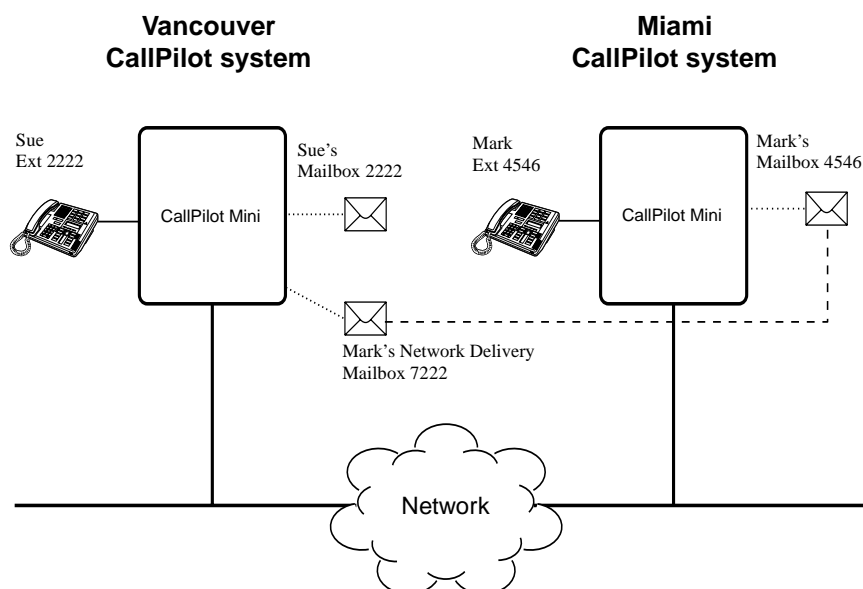 Vancouver
CallPilot system
Miami
CallPilot system
Sue
Ext 2222
CallPilot Mini
Sue's
Mailbox 2222
Mark's Network Delivery
Mailbox 7222
Mark
Ext 4546
CallPilot Mini
Mark's
Mailbox 4546
Network